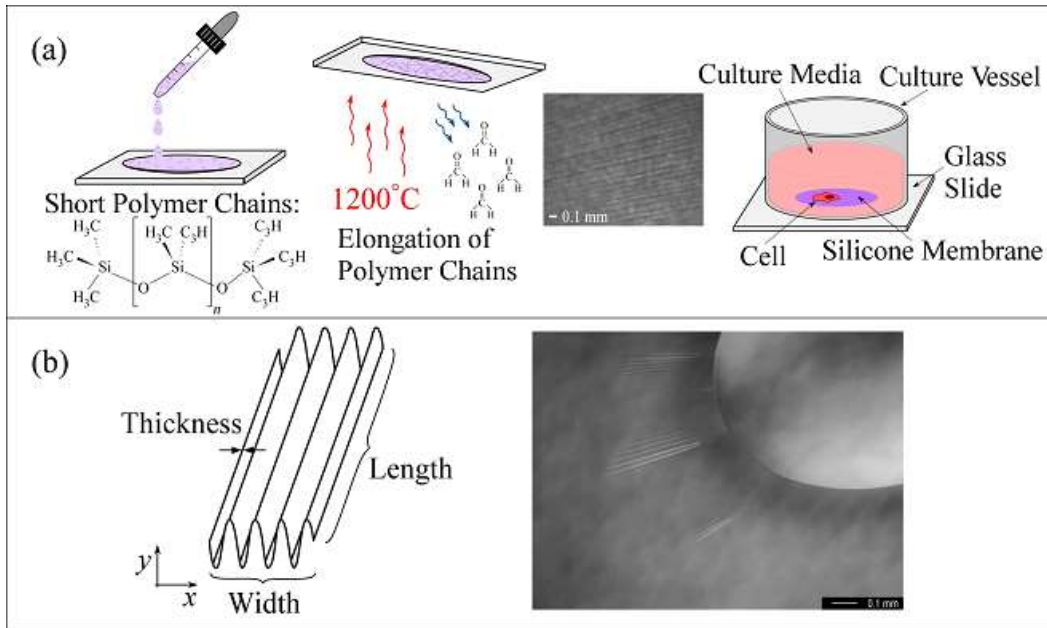 (a)
Culture Media
Culture Vessel
Glass
Slide
Cell
Silicone Membrane
0.1 mm
1200°C
Elongation of
Polymer Chains
O
H H
O
H H
O
H H
O
H H
Short Polymer Chains:
H₃C H₃C C₃H C₃H
H₃C Si Si Si C₃H
H₃C O O C₃H
n
(b)
Thickness
Length
Width
y
x
0.1 mm